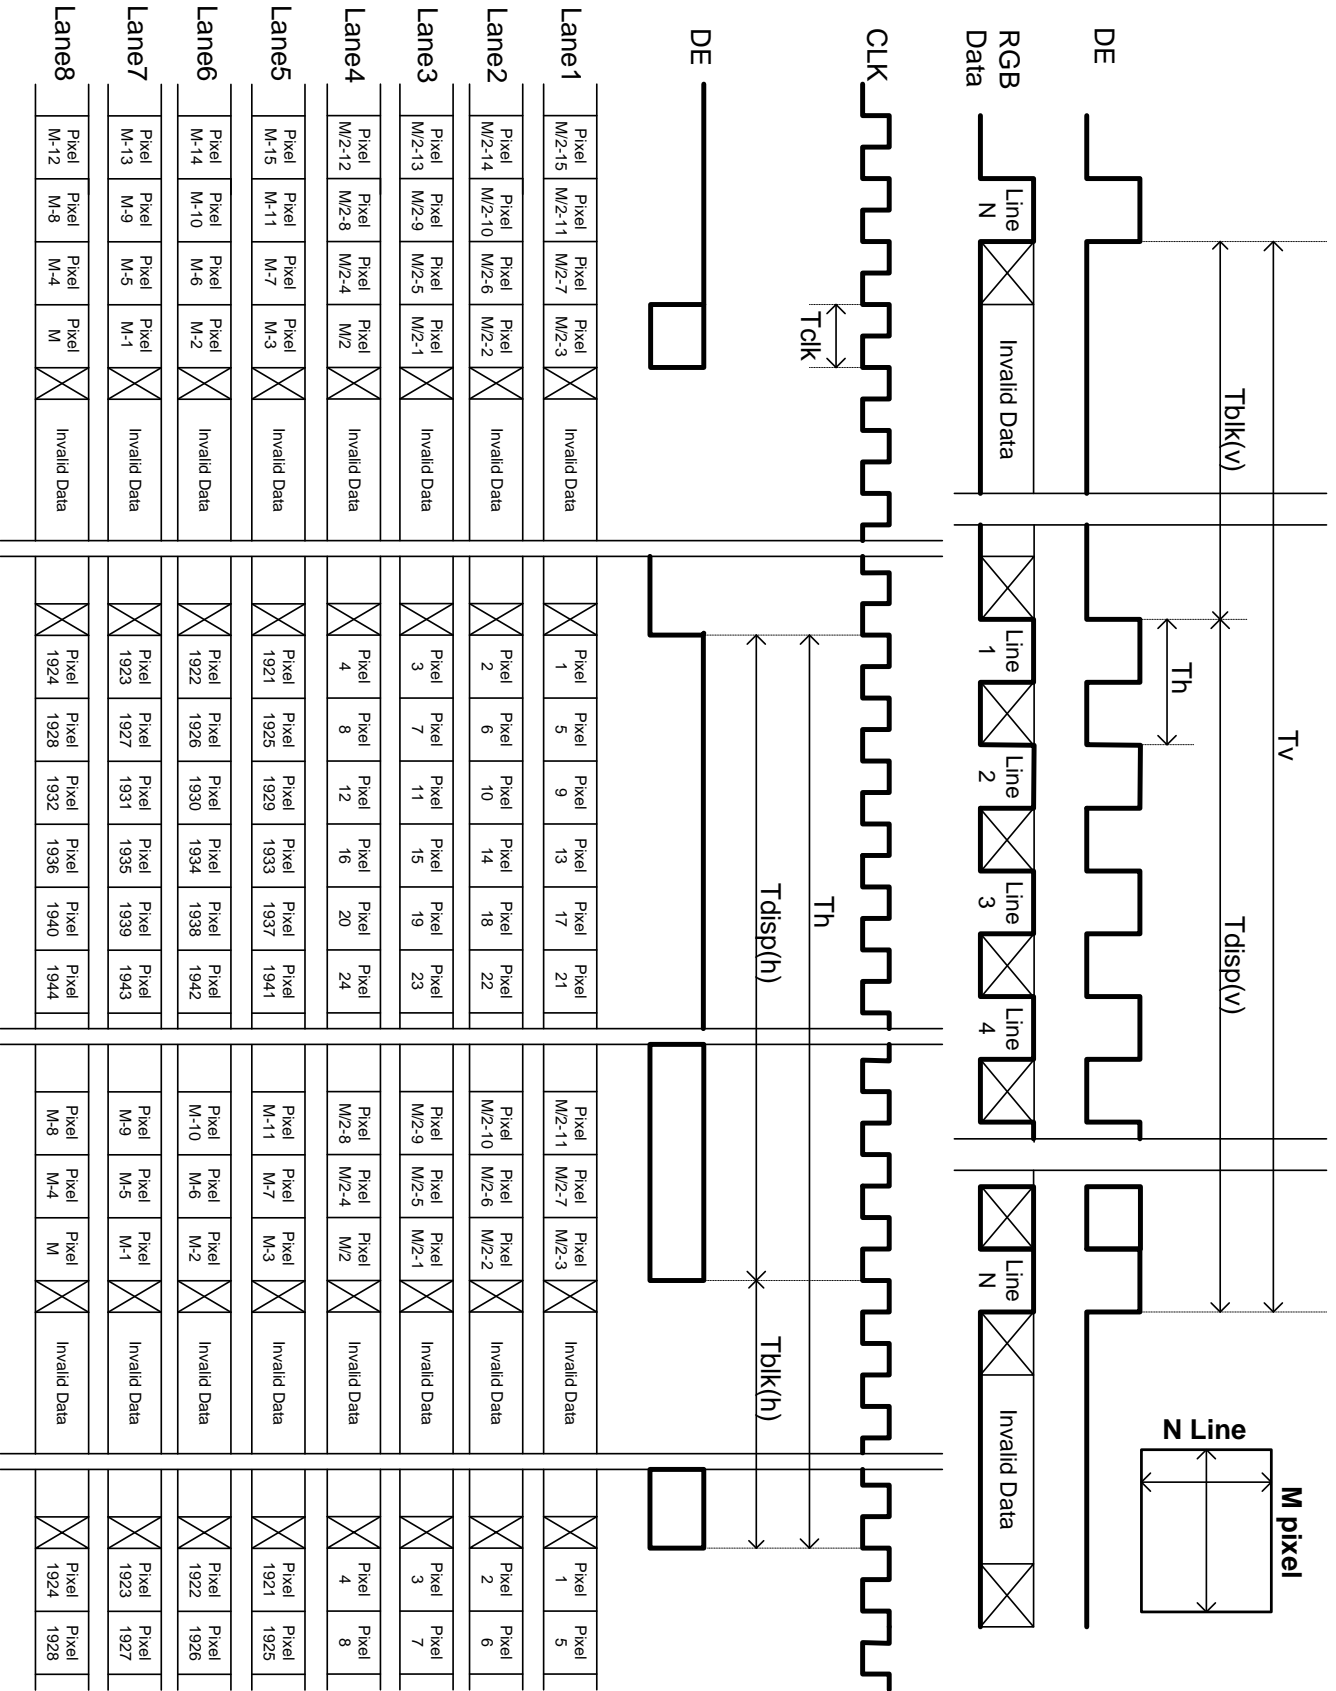 Tv
Tblk(v)
Tdisp(v)
Th
DE
RGB
Data
Line
N
Invalid Data
Line
1
Line
2
Line
3
Line
4
Line
N
Invalid Data
N Line
M pixel
CLK
Tclk
Th
Tdisp(h)
Tblk(h)
DE
Lane1
Pixel Pixel Pixel Pixel Invalid Data Pixel Pixel Pixel Pixel Pixel Pixel Pixel Pixel Pixel Invalid Data Pixel Pixel
M/2-15 M/2-11 M/2-7 M/2-3 1 5 9 13 17 21 M/2-11 M/2-7 M/2-3 1 5
Lane2
Pixel Pixel Pixel Pixel Invalid Data Pixel Pixel Pixel Pixel Pixel Pixel Pixel Pixel Pixel Invalid Data Pixel Pixel
M/2-14 M/2-10 M/2-6 M/2-2 2 6 10 14 18 22 M/2-10 M/2-6 M/2-2 2 6
Lane3
Pixel Pixel Pixel Pixel Invalid Data Pixel Pixel Pixel Pixel Pixel Pixel Pixel Pixel Pixel Invalid Data Pixel Pixel
M/2-13 M/2-9 M/2-5 M/2-1 3 7 11 15 19 23 M/2-9 M/2-5 M/2-1 3 7
Lane4
Pixel Pixel Pixel Pixel Invalid Data Pixel Pixel Pixel Pixel Pixel Pixel Pixel Pixel Pixel Invalid Data Pixel Pixel
M/2-12 M/2-8 M/2-4 M/2 4 8 12 16 20 24 M/2-8 M/2-4 M/2 4 8
Lane5
Pixel Pixel Pixel Pixel Invalid Data Pixel Pixel Pixel Pixel Pixel Pixel Pixel Pixel Pixel Invalid Data Pixel Pixel
M-15 M-11 M-7 M-3 1921 1925 1929 1933 1937 1941 M-11 M-7 M-3 1921 1925
Lane6
Pixel Pixel Pixel Pixel Invalid Data Pixel Pixel Pixel Pixel Pixel Pixel Pixel Pixel Pixel Invalid Data Pixel Pixel
M-14 M-10 M-6 M-2 1922 1926 1930 1934 1938 1942 M-10 M-6 M-2 1922 1926
Lane7
Pixel Pixel Pixel Pixel Invalid Data Pixel Pixel Pixel Pixel Pixel Pixel Pixel Pixel Pixel Invalid Data Pixel Pixel
M-13 M-9 M-5 M-1 1923 1927 1931 1935 1939 1943 M-9 M-5 M-1 1923 1927
Lane8
Pixel Pixel Pixel Pixel Invalid Data Pixel Pixel Pixel Pixel Pixel Pixel Pixel Pixel Pixel Invalid Data Pixel Pixel
M-12 M-8 M-4 M 1924 1928 1932 1936 1940 1944 M-8 M-4 M 1924 1928